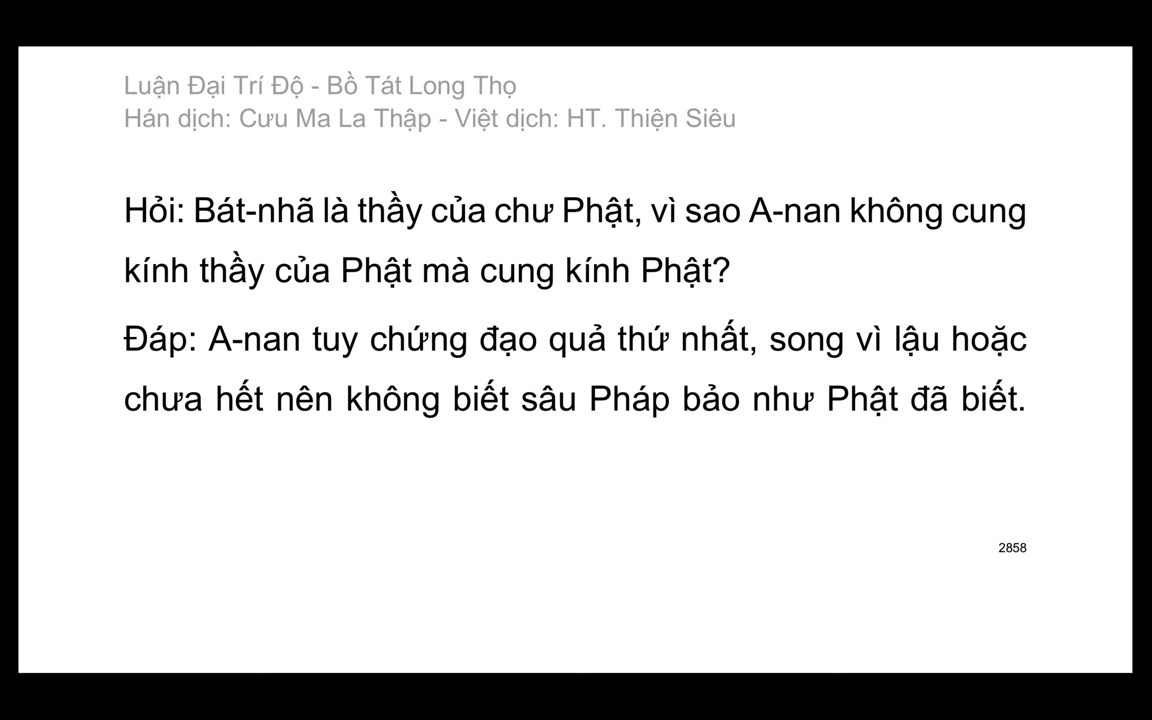 Luận Đại Trí Độ - Bồ Tát Long Thọ
Hán dịch: Cưu Ma La Thập - Việt dịch: HT. Thiện Siêu
Hỏi: Bát-nhã là thầy của chư Phật, vì sao A-nan không cung
kính thầy của Phật mà cung kính Phật?
Đáp: A-nan tuy chứng đạo quả thứ nhất, song vì lậu hoặc
chưa hết nên không biết sâu Pháp bảo như Phật đã biết.
2858